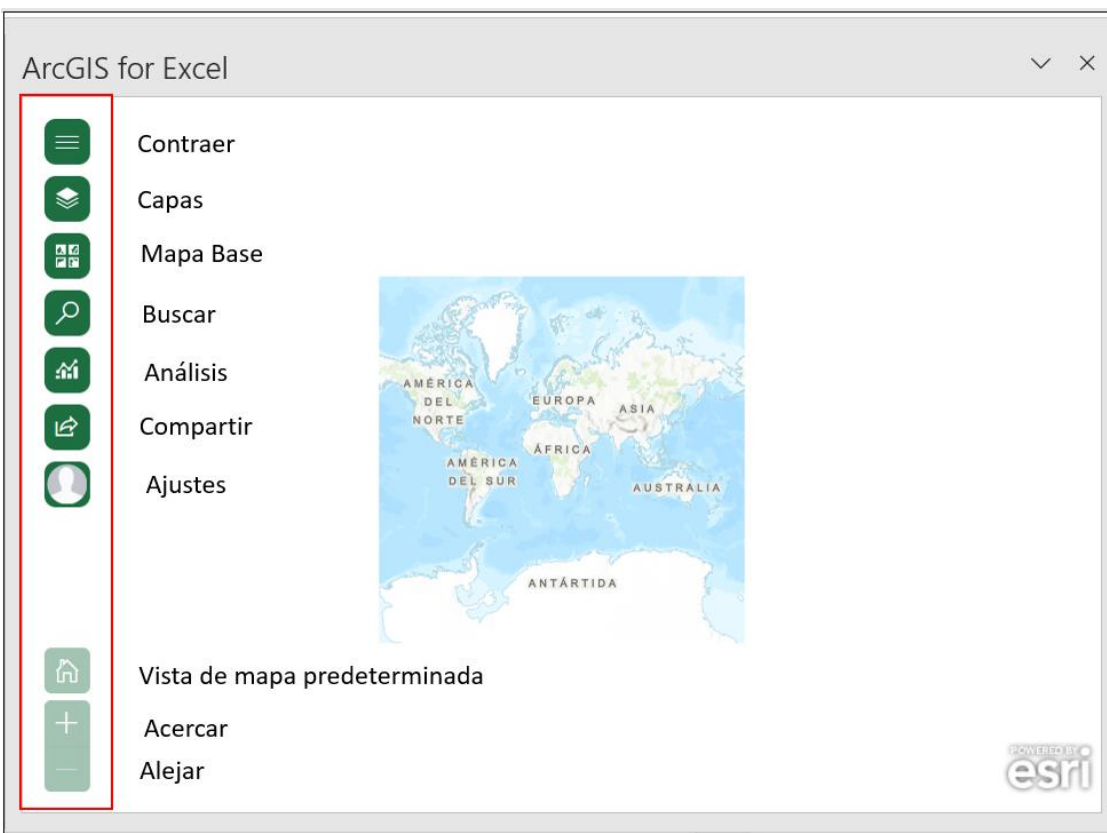 ArcGIS for Excel
Contraer
Capas
Mapa Base
Buscar
Análisis
Compartir
Ajustes
AMÉRICA
DEL
NORTE
EUROPA
ASIA
ÁFRICA
AMÉRICA
DEL SUR
AUSTRALIA
ANTÁRTIDA
Vista de mapa predeterminada
Acercar
Alejar
POWERED BY
esri